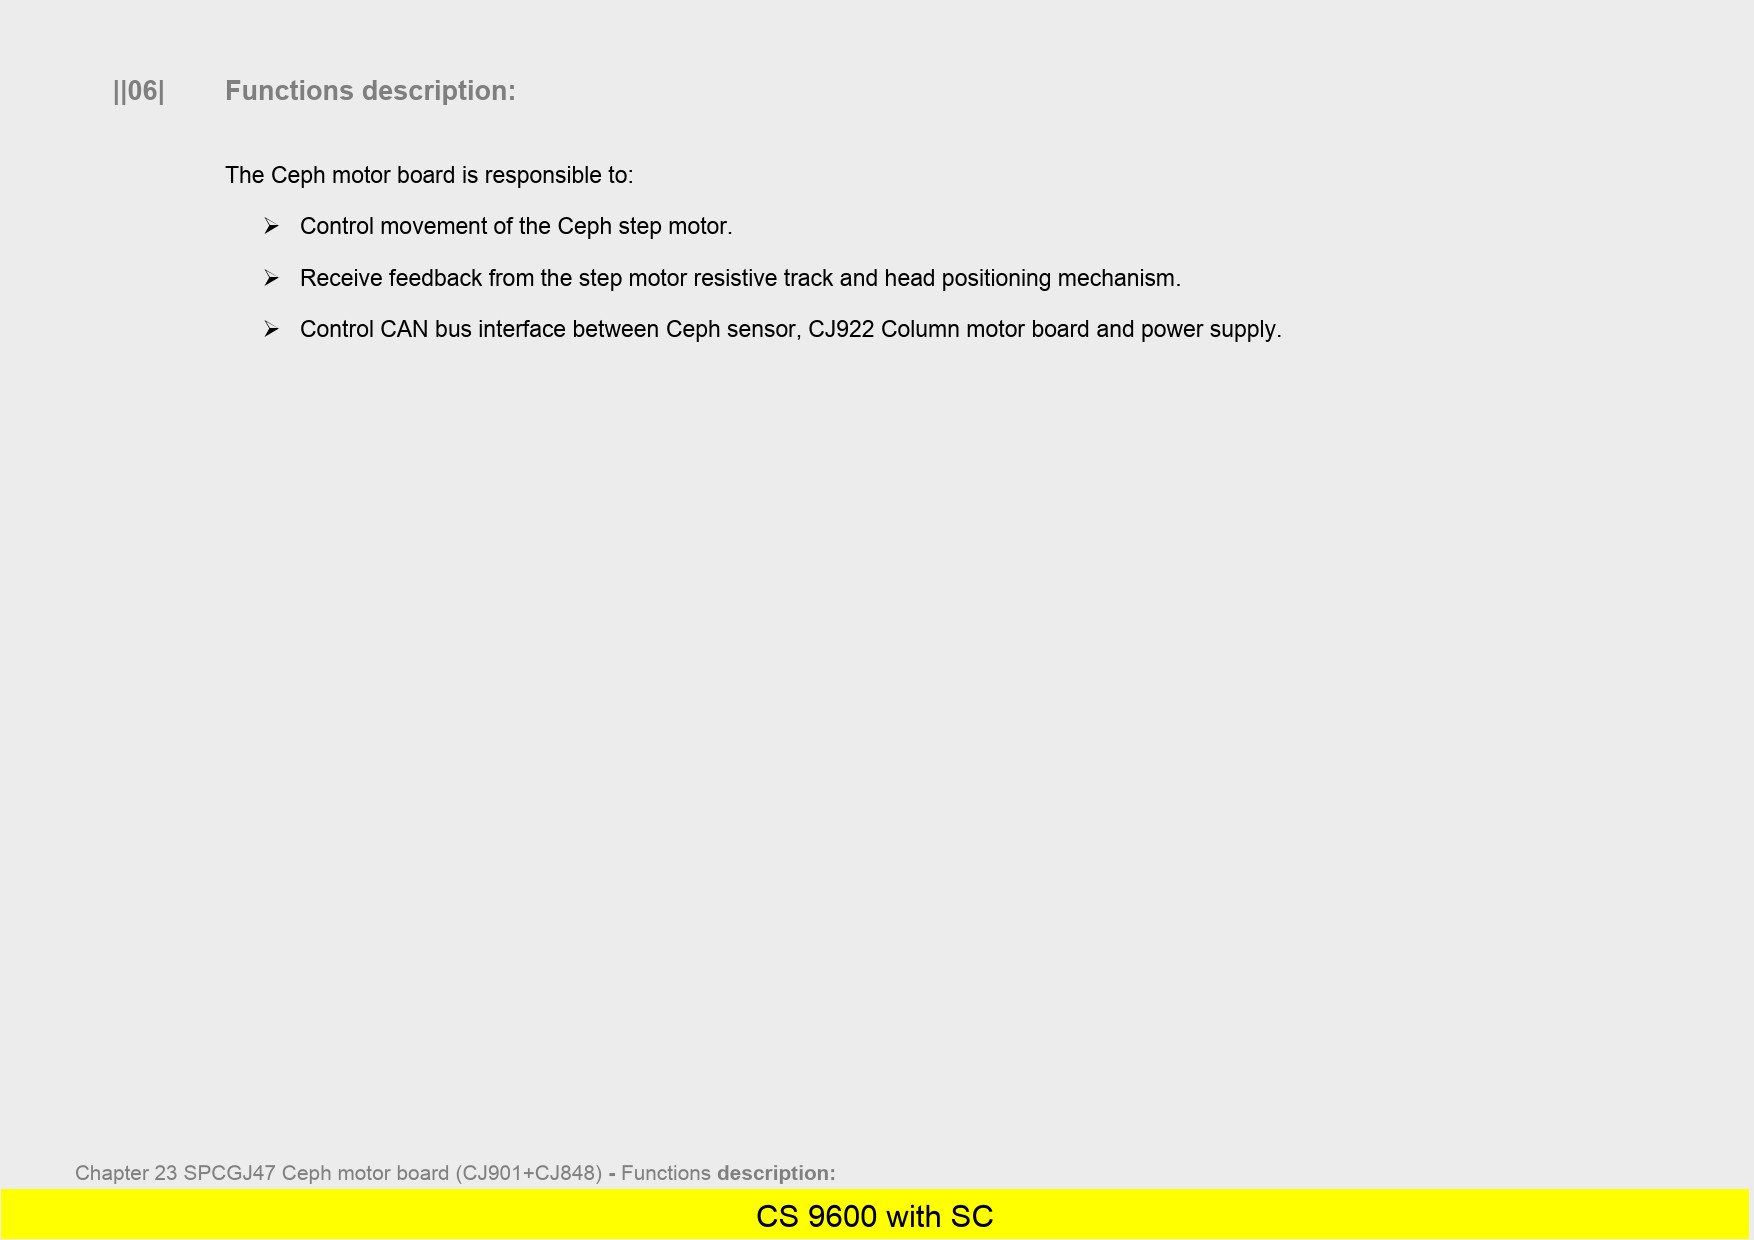 ||06| Functions description:
The Ceph motor board is responsible to:
➢ Control movement of the Ceph step motor.
➢ Receive feedback from the step motor resistive track and head positioning mechanism.
➢ Control CAN bus interface between Ceph sensor, CJ922 Column motor board and power supply.
Chapter 23 SPCGJ47 Ceph motor board (CJ901+CJ848) - Functions description:
CS 9600 with SC